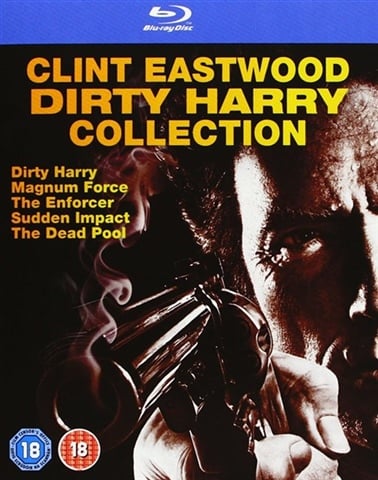 Blu-ray Disc
CLINT EASTWOOD
DIRTY HARRY
COLLECTION
Dirty Harry
Magnum Force
The Enforcer
Sudden Impact
The Dead Pool
18
18